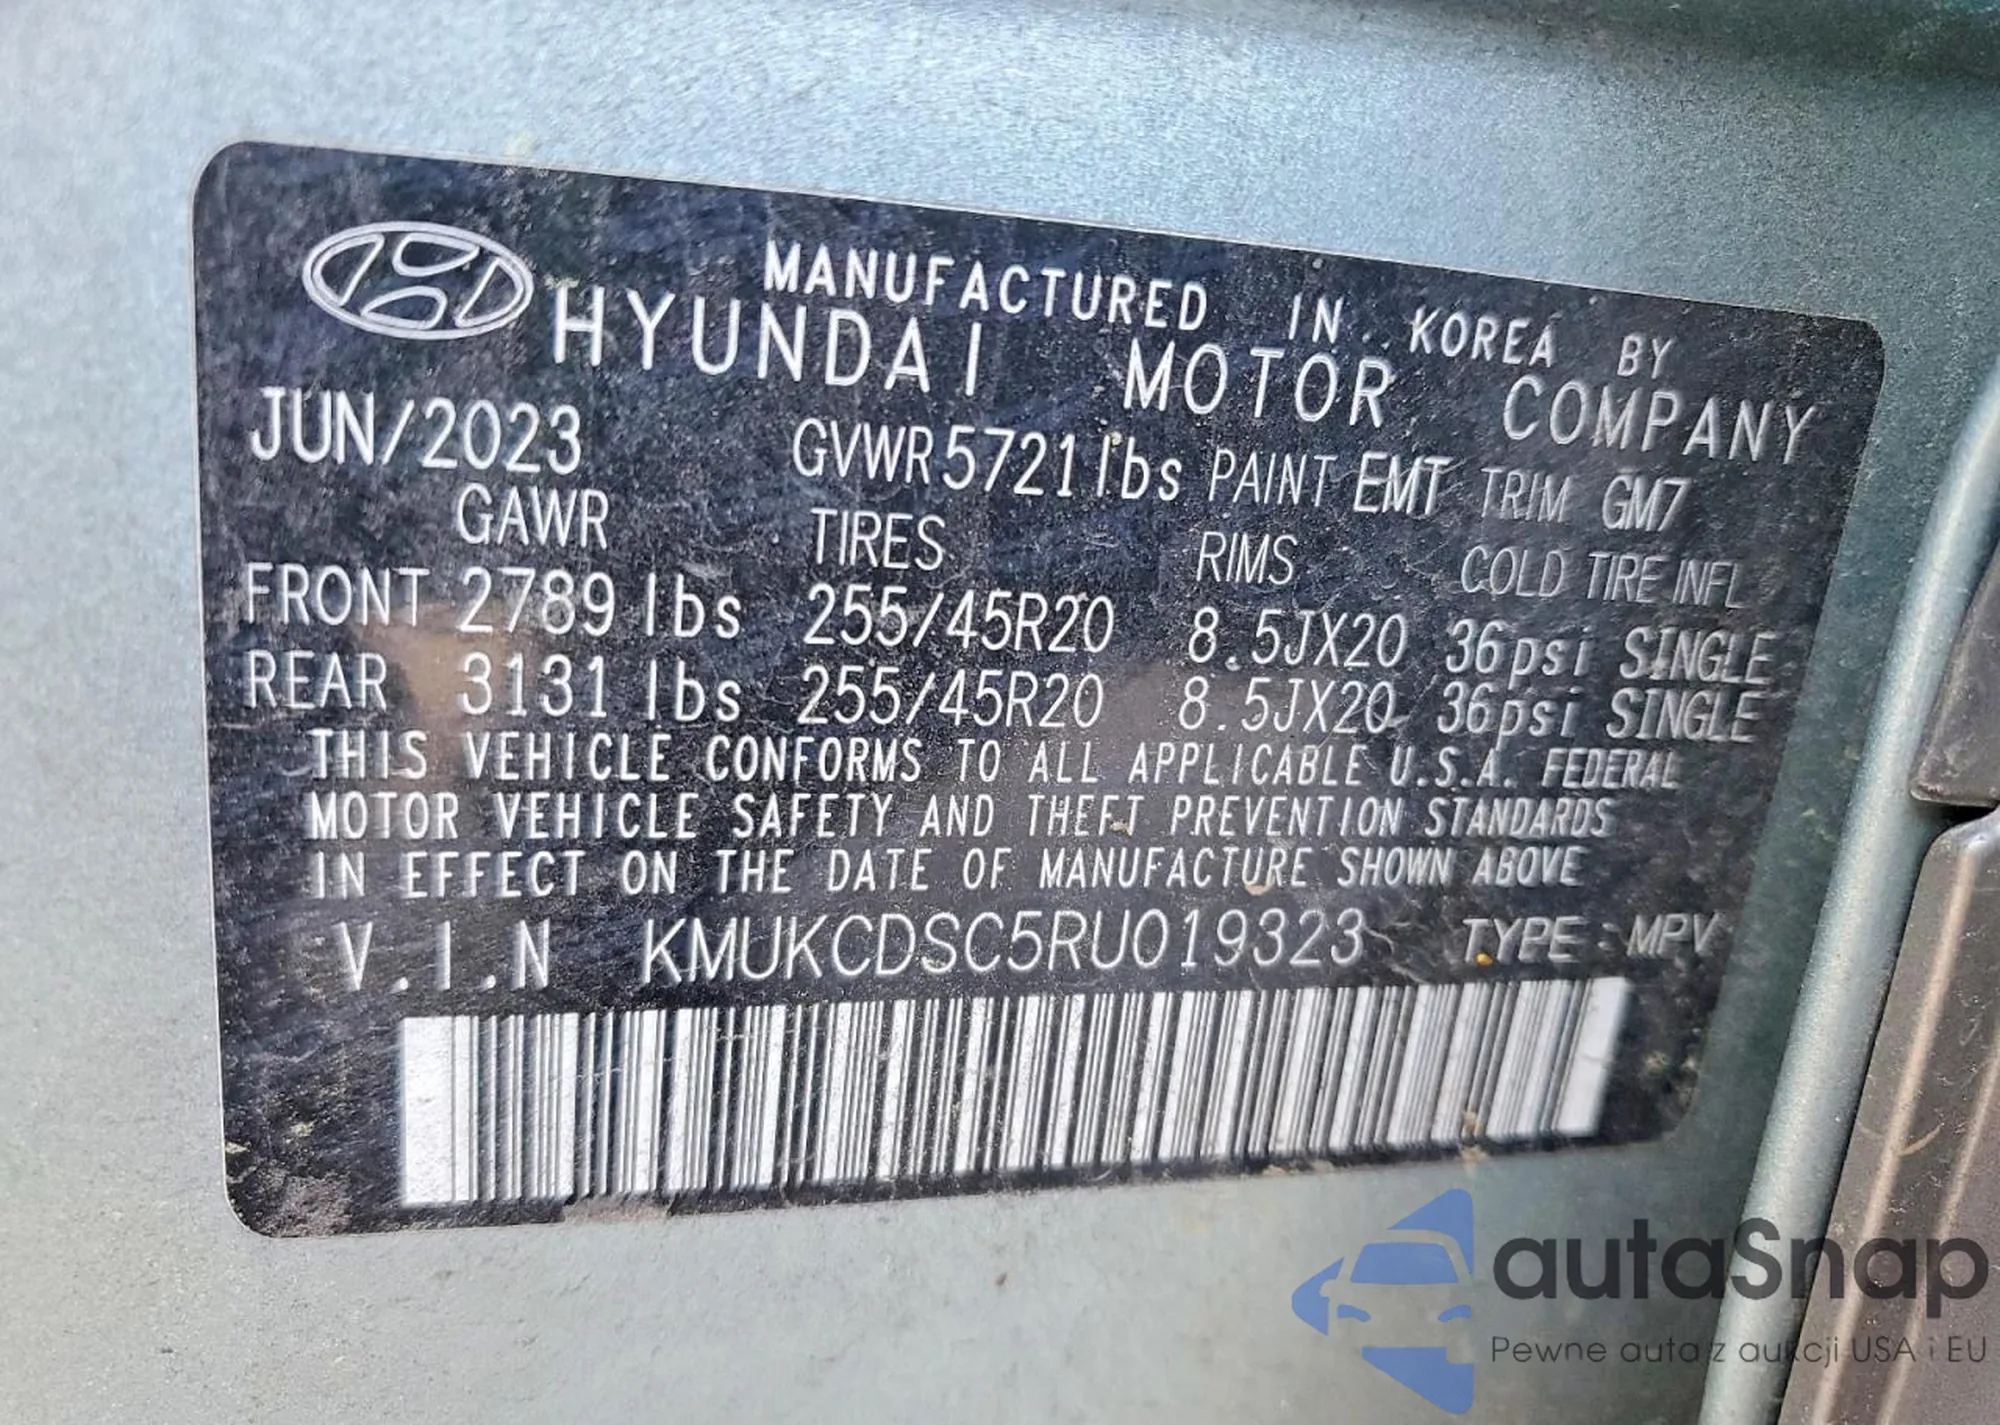 MANUFACTURED IN KOREA BY
HYUNDAI MOTOR COMPANY
JUN/2023 GVWR 5721 lbs PAINT EMT TRIM GM7
GAWR TIRES RIMS COLD TIRE INFL
FRONT 2789 lbs 255/45R20 8.5JX20 36psi SINGLE
REAR 3131 lbs 255/45R20 8.5JX20 36psi SINGLE
THIS VEHICLE CONFORMS TO ALL APPLICABLE U.S.A. FEDERAL
MOTOR VEHICLE SAFETY AND THEFT PREVENTION STANDARDS
IN EFFECT ON THE DATE OF MANUFACTURE SHOWN ABOVE
V.I.N KMUKCDSC5RU019323 TYPE : MPV
autaSnap
Pewne auta z aukcji USA i EU